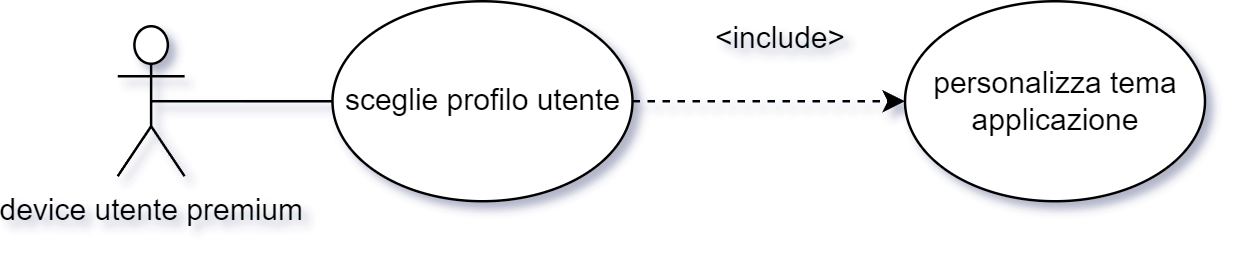 <include>
sceglie profilo utente
personalizza tema
applicazione
device utente premium